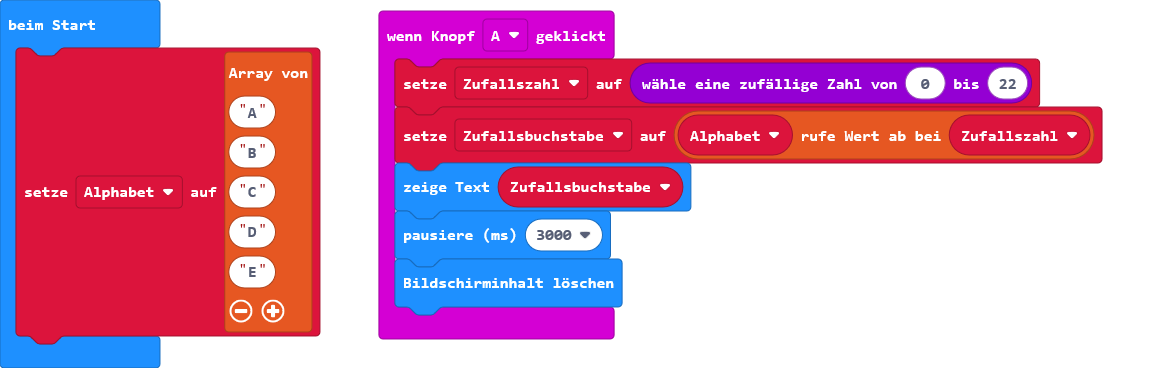 beim Start
setze Alphabet auf Array von
"A"
"B"
"C"
"D"
"E"
wenn Knopf A geklickt
setze Zufallszahl auf wähle eine zufällige Zahl von 0 bis 22
setze Zufallsbuchstabe auf Alphabet rufe Wert ab bei Zufallszahl
zeige Text Zufallsbuchstabe
pausiere (ms) 3000
Bildschirminhalt löschen